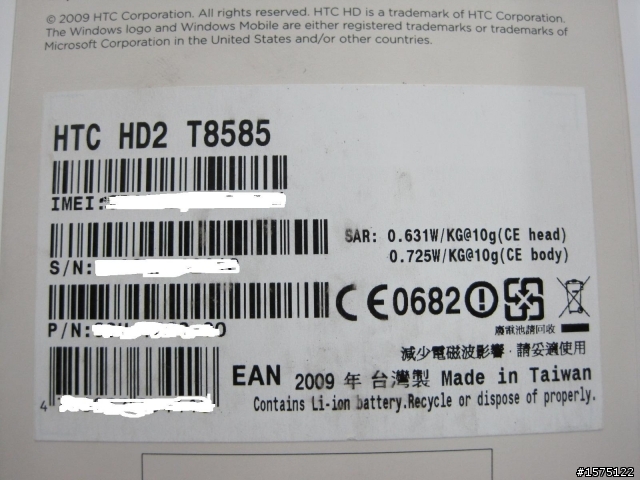 © 2009 HTC Corporation. All rights reserved. HTC HD is a trademark of HTC Corporation.
The Windows logo and Windows Mobile are either registered trademarks or trademarks of
Microsoft Corporation in the United States and/or other countries.
HTC HD2 T8585
IMEI:
S/N:
SAR: 0.631W/KG@10g(CE head)
0.725W/KG@10g(CE body)
P/N:
CE0682
廢電池請回收
減少電磁波影響，請妥適使用
4
EAN 2009 年 台灣製 Made in Taiwan
Contains Li-ion battery.Recycle or dispose of properly.
#1575122